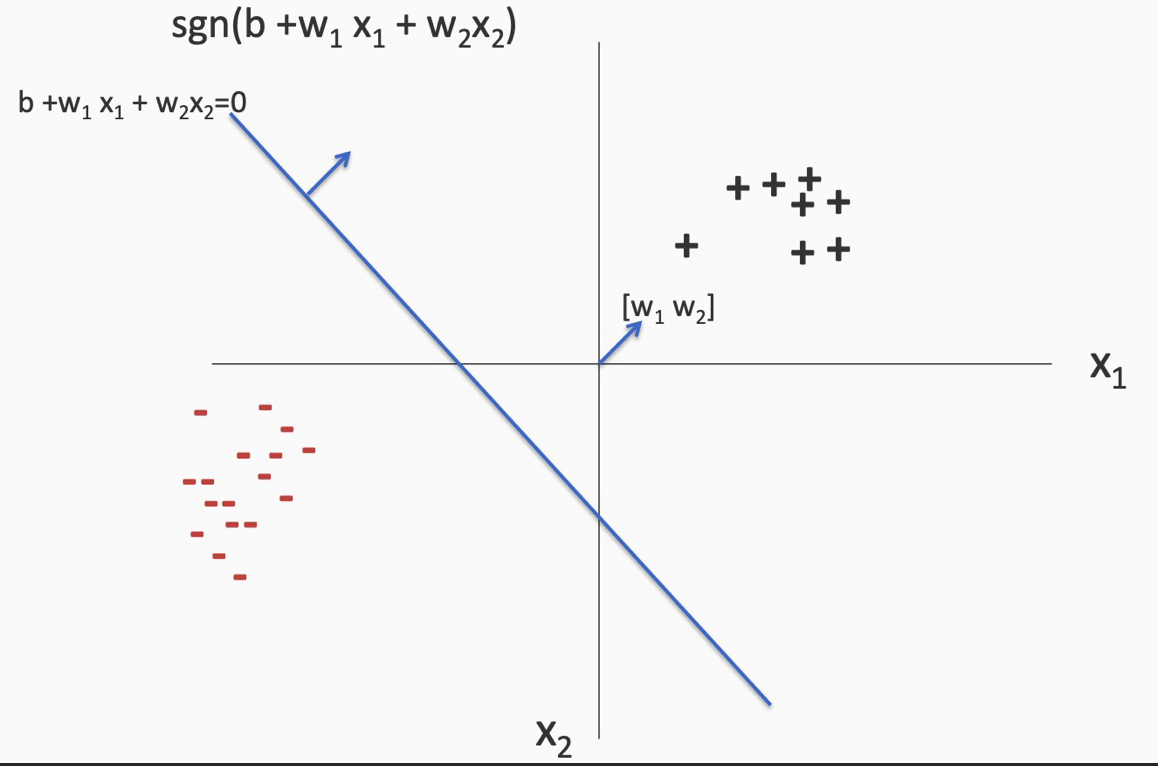 sgn(b +w₁ x₁ + w₂x₂)
b +w₁ x₁ + w₂x₂=0
[w₁ w₂]
x₁
x₂